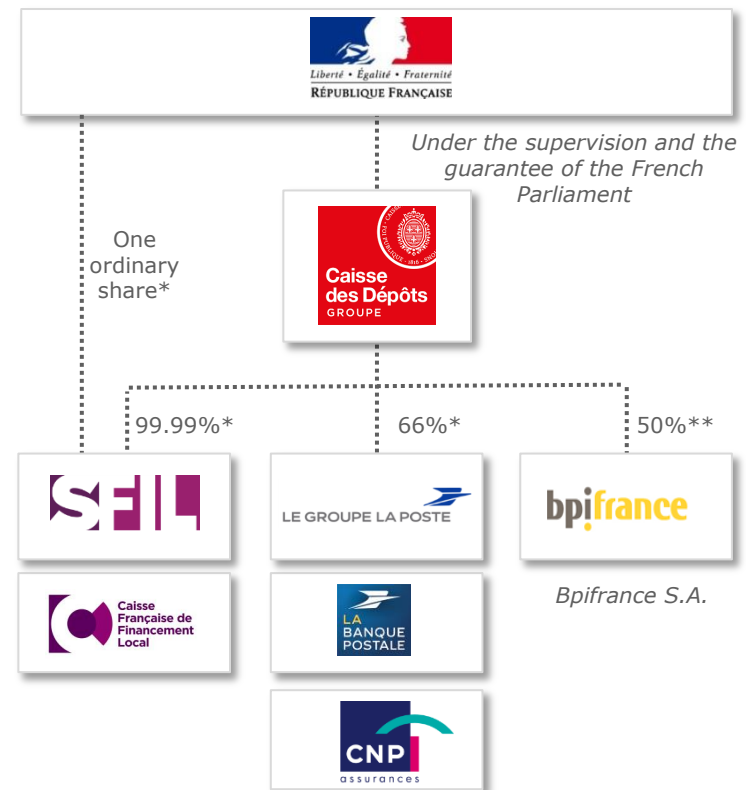 Liberté • Égalité • Fraternité
RÉPUBLIQUE FRANÇAISE
Under the supervision and the
guarantee of the French
Parliament
One
ordinary
share*
Caisse
des Dépôts
GROUPE
99.99%*
66%*
50%**
SFIL
LE GROUPE LA POSTE
bpifrance
Bpifrance S.A.
Caisse
Française de
Financement
Local
LA
BANQUE
POSTALE
CNP
assurances